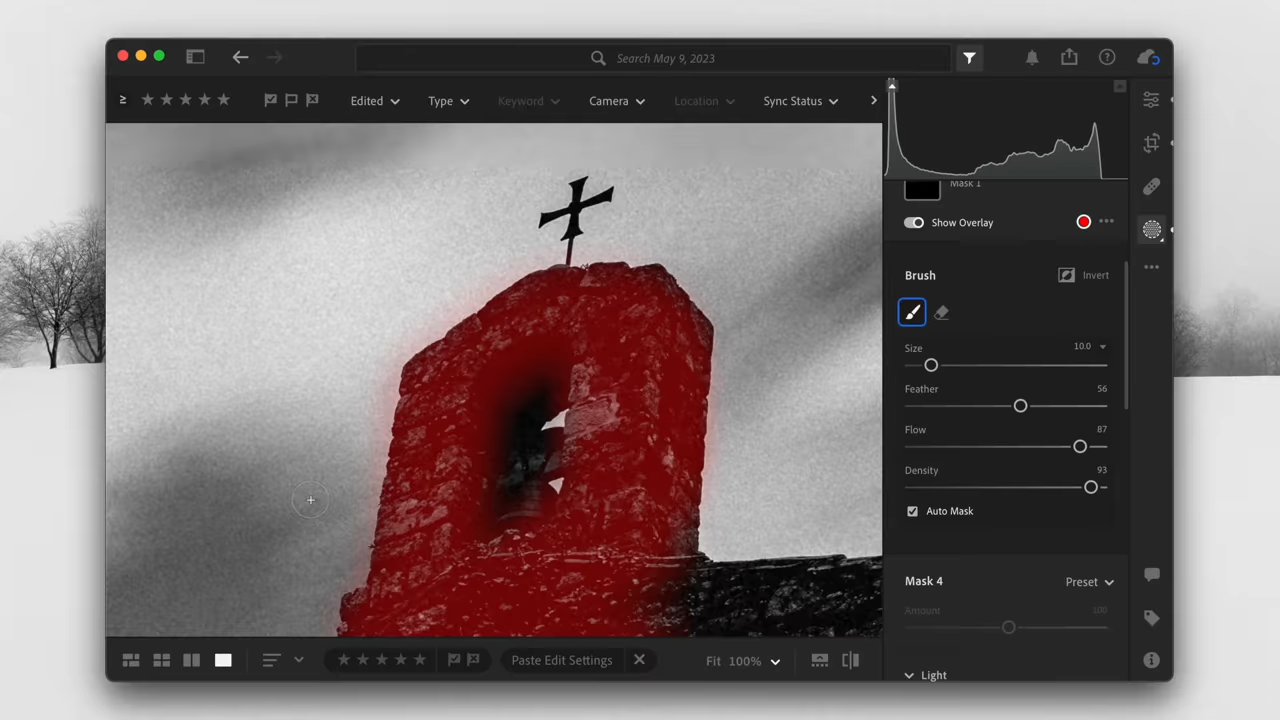 Search May 9, 2023
≥ Edited Type Keyword Camera Location Sync Status
Mask 1
Show Overlay
Brush Invert
Size 10.0
Feather 56
Flow 87
Density 93
Auto Mask
Mask 4 Preset
Amount 100
Light
Paste Edit Settings Fit 100%